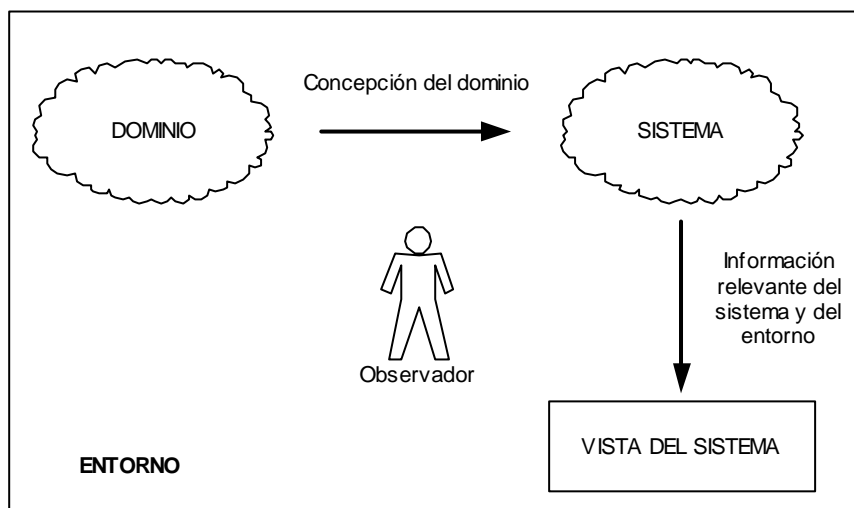 Concepción del dominio
DOMINIO
SISTEMA
Información
relevante del
sistema y del
entorno
Observador
VISTA DEL SISTEMA
ENTORNO